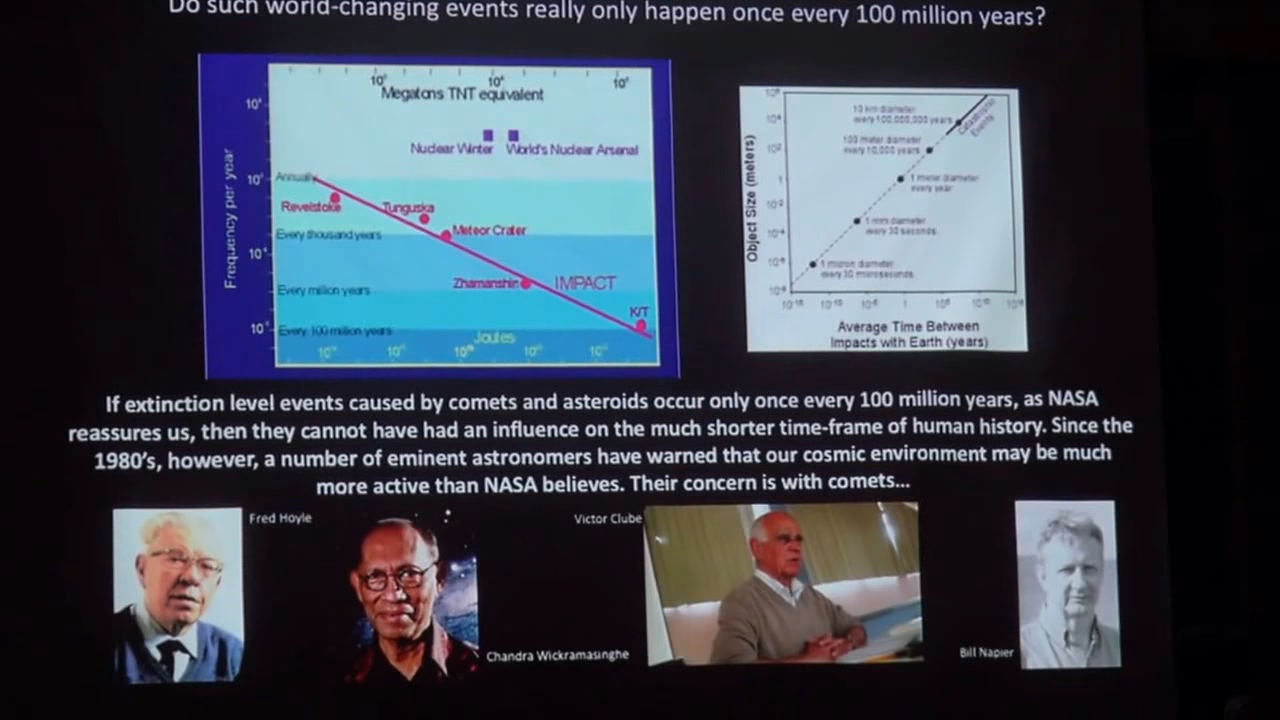 Do such world-changing events really only happen once every 100 million years?
Megatons TNT equivalent
Nuclear Winter
World's Nuclear Arsenal
Frequency per year
Annually
Revelstoke
Tunguska
Every thousand years
Meteor Crater
Every million years
Zhamanshin
IMPACT
K/T
Every 100 million years
Joules
Object Size (meters)
10 km diameter
every 100,000,000 years
Catastrophic
Events
100 meter diameter
every 10,000 years
1 meter diameter
every year
1 mm diameter
every 30 seconds
1 micron diameter
every 30 microseconds
Average Time Between
Impacts with Earth (years)
If extinction level events caused by comets and asteroids occur only once every 100 million years, as NASA
reassures us, then they cannot have had an influence on the much shorter time-frame of human history. Since the
1980's, however, a number of eminent astronomers have warned that our cosmic environment may be much
more active than NASA believes. Their concern is with comets...
Fred Hoyle
Victor Clube
Chandra Wickramasinghe
Bill Napier